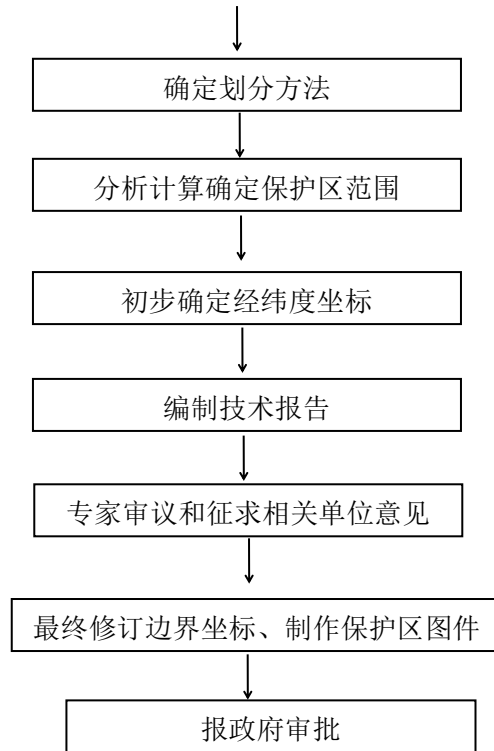 确定划分方法
分析计算确定保护区范围
初步确定经纬度坐标
编制技术报告
专家审议和征求相关单位意见
最终修订边界坐标、制作保护区图件
报政府审批